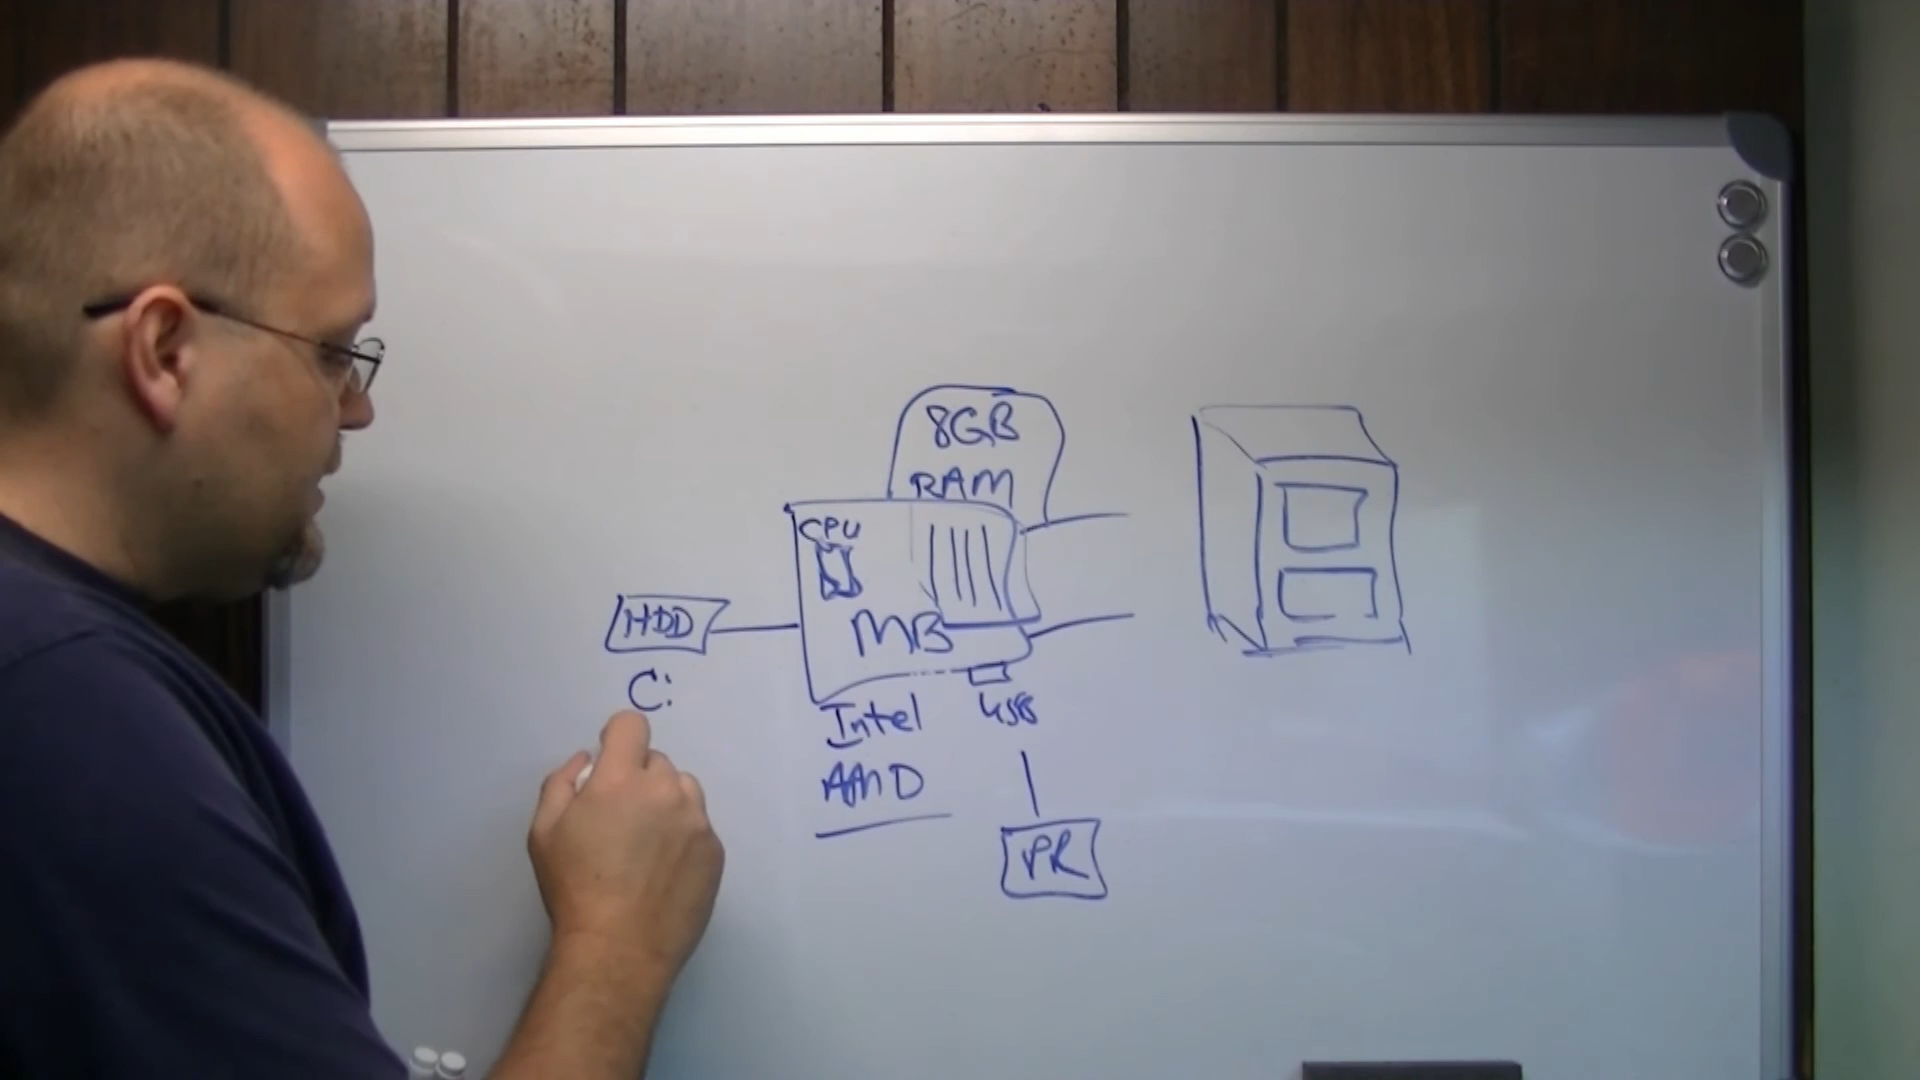 8GB
RAM
CPU
HDD
MB
C:
Intel
USB
AMD
PR